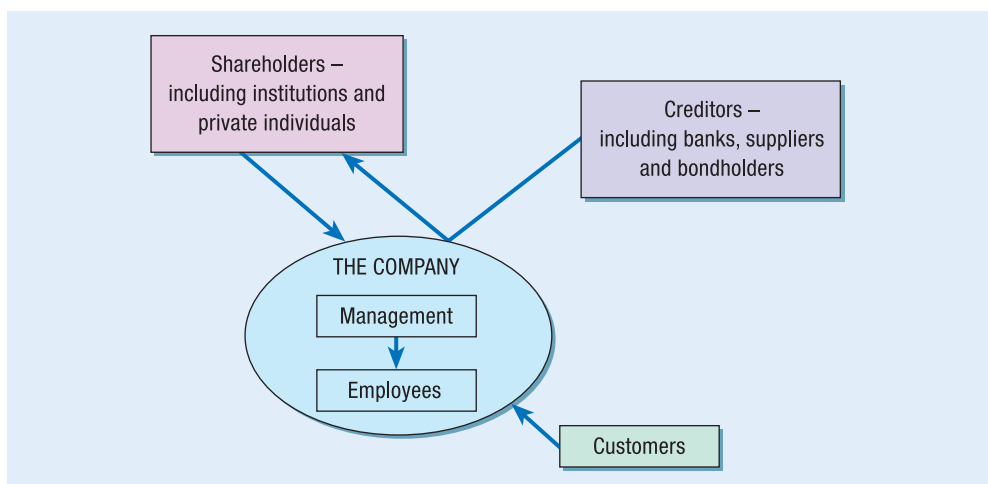 Shareholders –
including institutions and
private individuals
Creditors –
including banks, suppliers
and bondholders
THE COMPANY
Management
Employees
Customers